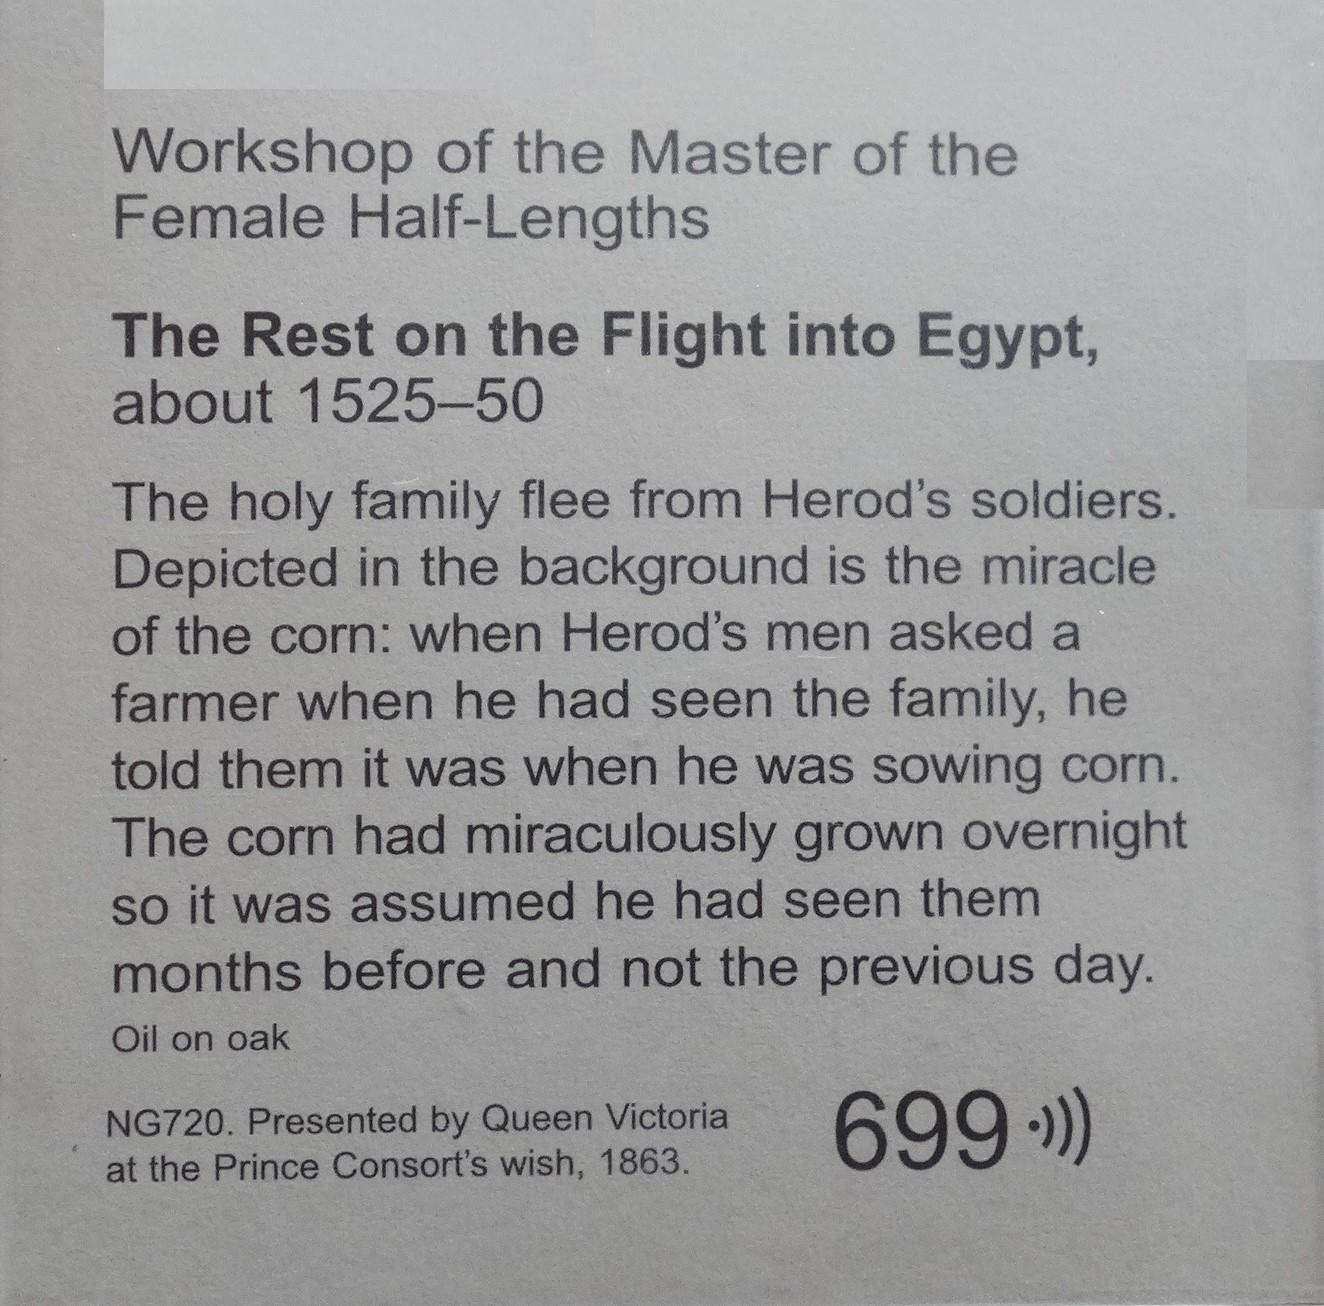 Workshop of the Master of the
Female Half-Lengths
The Rest on the Flight into Egypt,
about 1525–50
The holy family flee from Herod’s soldiers.
Depicted in the background is the miracle
of the corn: when Herod’s men asked a
farmer when he had seen the family, he
told them it was when he was sowing corn.
The corn had miraculously grown overnight
so it was assumed he had seen them
months before and not the previous day.
Oil on oak
NG720. Presented by Queen Victoria
at the Prince Consort’s wish, 1863.
699